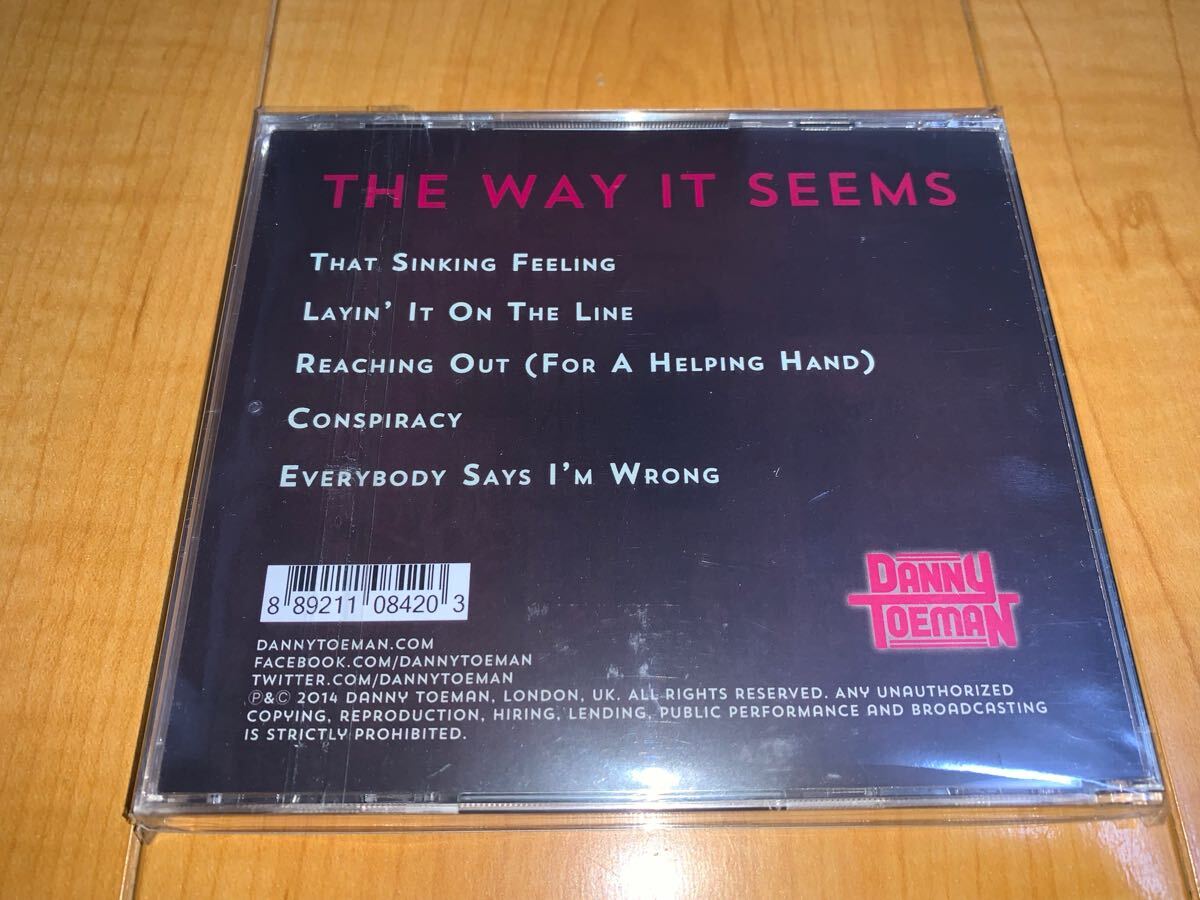 THE WAY IT SEEMS
THAT SINKING FEELING
LAYIN' IT ON THE LINE
REACHING OUT (FOR A HELPING HAND)
CONSPIRACY
EVERYBODY SAYS I'M WRONG
8 89211 08420 3
DANNY
TOEMAN
DANNYTOEMAN.COM
FACEBOOK.COM/DANNYTOEMAN
TWITTER.COM/DANNYTOEMAN
℗&© 2014 DANNY TOEMAN, LONDON, UK. ALL RIGHTS RESERVED. ANY UNAUTHORIZED
COPYING, REPRODUCTION, HIRING, LENDING, PUBLIC PERFORMANCE AND BROADCASTING
IS STRICTLY PROHIBITED.